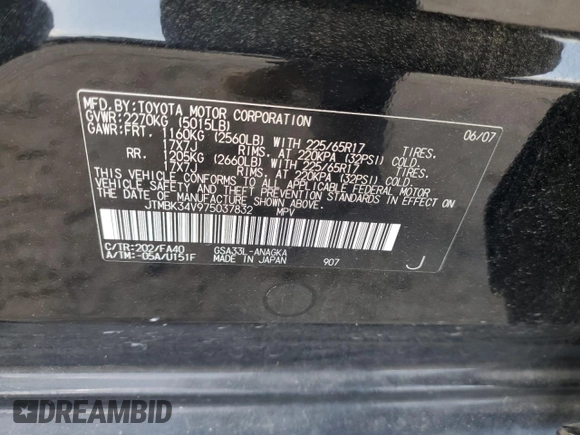 MFD. BY: TOYOTA MOTOR CORPORATION 06/07
GVWR: 2270KG (5015LB)
GAWR: FRT. 1160KG (2560LB) WITH 225/65R17 TIRES,
17X7J RIMS, AT 220KPA (32PSI) COLD.
RR. 1205KG (2660LB) WITH 225/65R17 TIRES,
17X7J RIMS, AT 220KPA (32PSI) COLD.
THIS VEHICLE CONFORMS TO ALL APPLICABLE FEDERAL MOTOR
VEHICLE SAFETY AND THEFT PREVENTION STANDARDS IN EFFECT ON
THE DATE OF MANUFACTURE SHOWN ABOVE.
JTMBK34V975037832 MPV
C/TR: 202/FA40 GSA33L-ANAGKA
A/TM: -05A/U151F MADE IN JAPAN 907 J
DREAMBID